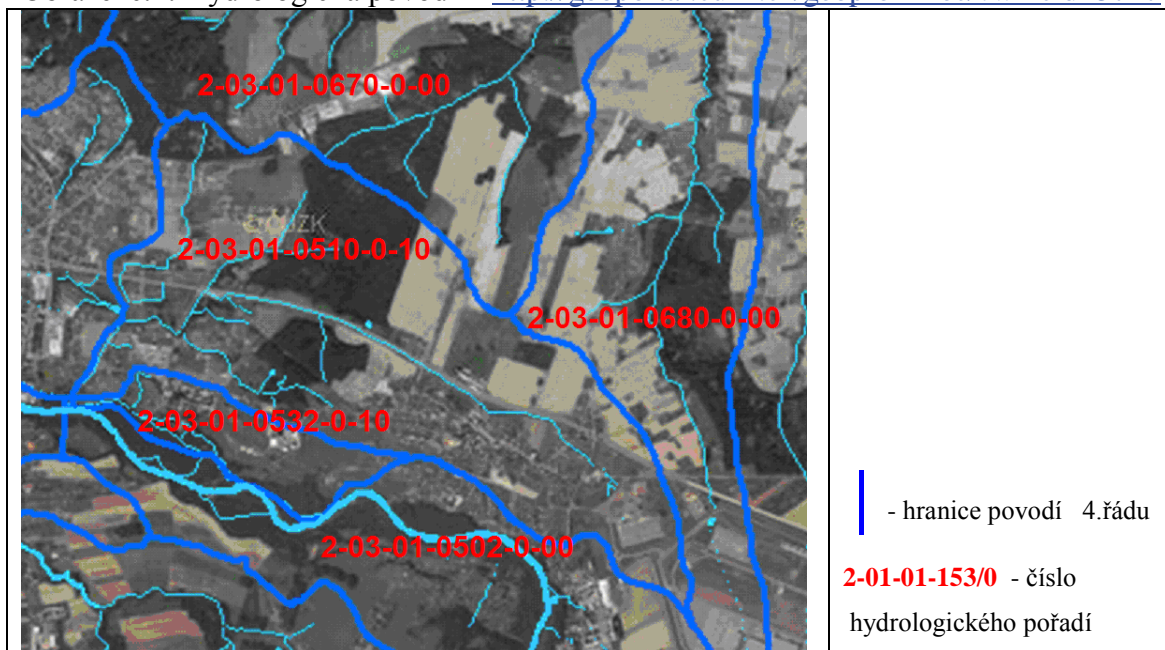 2-03-01-0670-0-00
ČÚZK
2-03-01-0510-0-10
2-03-01-0680-0-00
2-03-01-0532-0-10
2-03-01-0502-0-00
- hranice povodí 4.řádu
2-01-01-153/0 - číslo
hydrologického pořadí